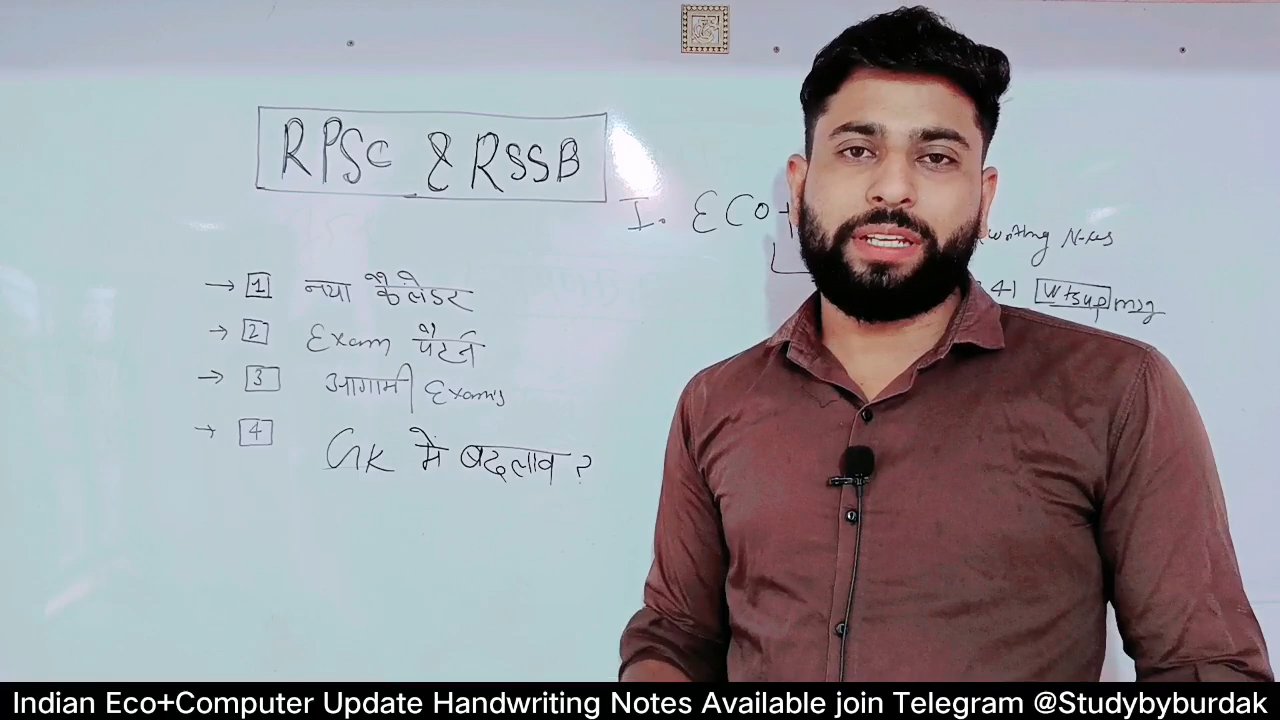 RPSC & RSSB
I. ECO+
writing Notes
41 Wtsup msg
→ 1 नया कैलेंडर
→ 2 Exam पैटर्न
→ 3 आगामी Exams
→ 4 GK में बदलाव ?
Indian Eco+Computer Update Handwriting Notes Available join Telegram @Studybyburdak